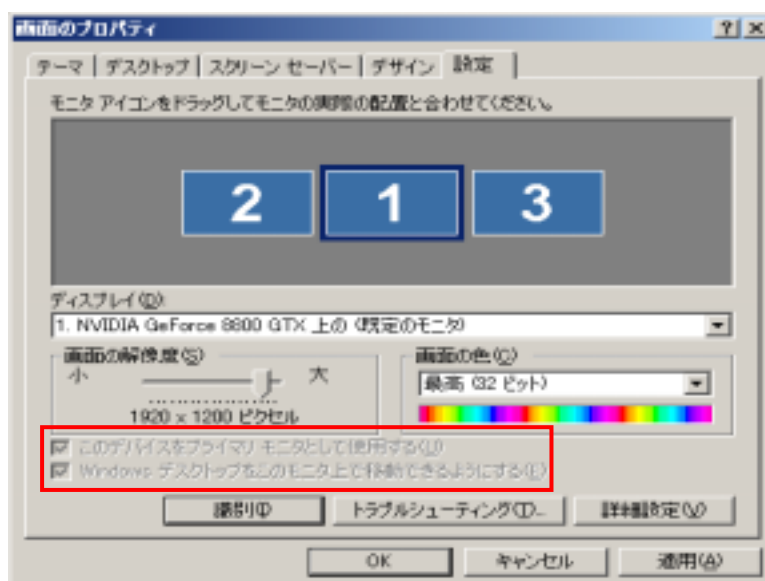 画面のプロパティ
テーマ デスクトップ スクリーン セーバー デザイン 設定
モニタ アイコンをドラッグしてモニタの実際の配置と合わせてください。
2 1 3
ディスプレイ(D)
1. NVIDIA GeForce 8800 GTX 上の (既定のモニタ)
画面の解像度(S) 画面の色(C)
小 大 最高 (32 ビット)
1920 x 1200 ピクセル
このデバイスをプライマリ モニタとして使用する(U)
Windows デスクトップをこのモニタ上で移動できるようにする(E)
識別(I) トラブルシューティング(T)... 詳細設定(V)
OK キャンセル 適用(A)